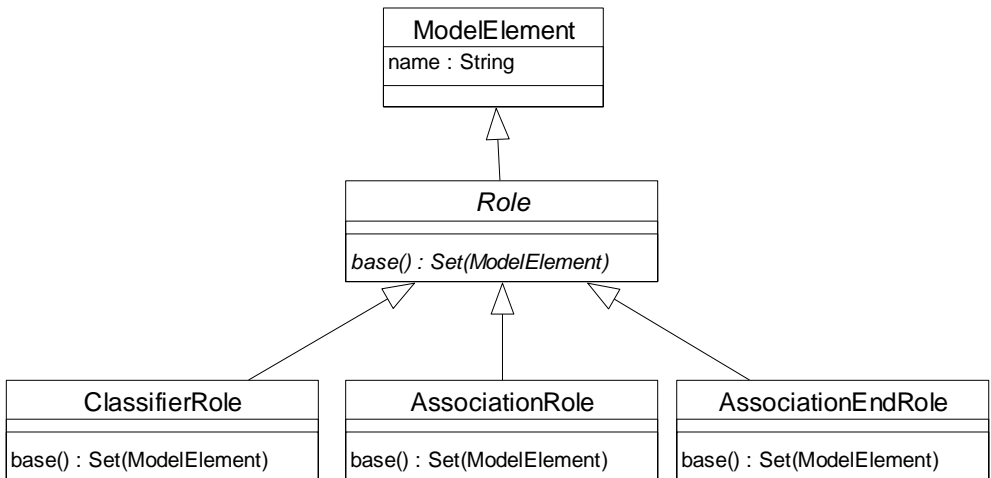 ModelElement
name : String
Role
base() : Set(ModelElement)
ClassifierRole
base() : Set(ModelElement)
AssociationRole
base() : Set(ModelElement)
AssociationEndRole
base() : Set(ModelElement)